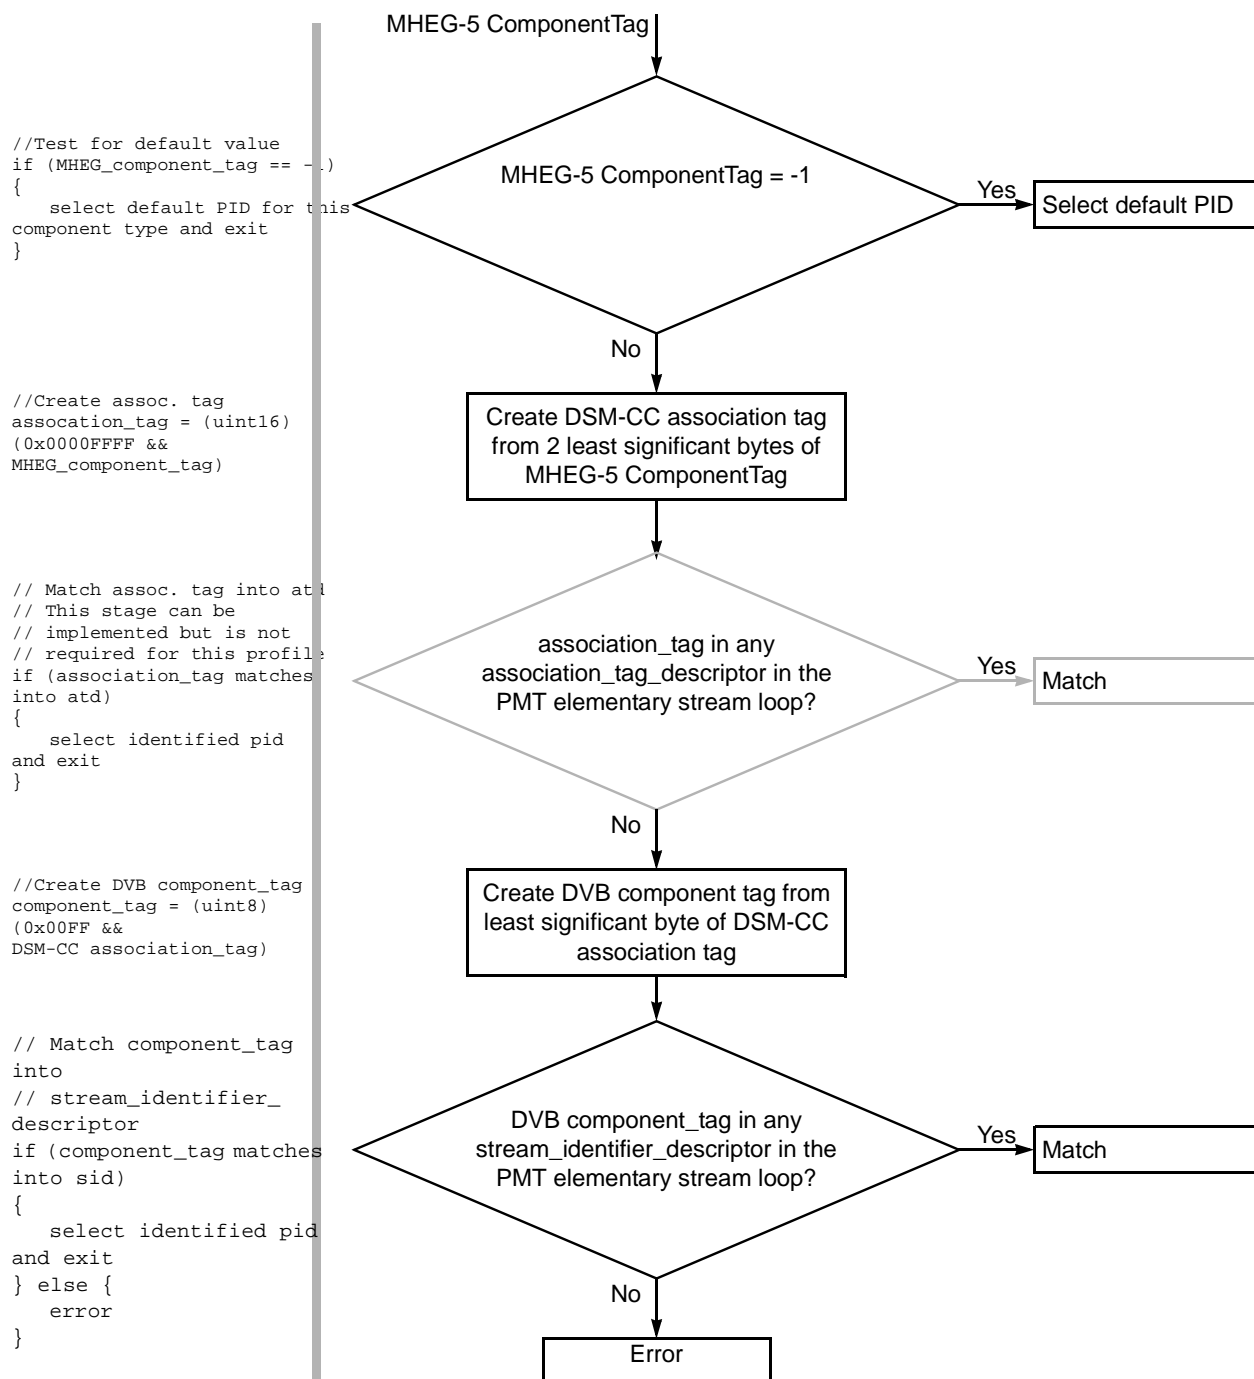 MHEG-5 ComponentTag
//Test for default value
if (MHEG_component_tag == -1)
{
select default PID for this
component type and exit
}
MHEG-5 ComponentTag = -1
Yes
Select default PID
No
//Create assoc. tag
assocation_tag = (uint16)
(0x0000FFFF &&
MHEG_component_tag)
Create DSM-CC association tag
from 2 least significant bytes of
MHEG-5 ComponentTag
// Match assoc. tag into atd
// This stage can be
// implemented but is not
// required for this profile
if (association_tag matches
into atd)
{
select identified pid
and exit
}
association_tag in any
association_tag_descriptor in the
PMT elementary stream loop?
Yes
Match
No
//Create DVB component_tag
component_tag = (uint8)
(0x00FF &&
DSM-CC association_tag)
Create DVB component tag from
least significant byte of DSM-CC
association tag
// Match component_tag
into
// stream_identifier_
descriptor
if (component_tag matches
into sid)
{
select identified pid
and exit
} else {
error
}
DVB component_tag in any
stream_identifier_descriptor in the
PMT elementary stream loop?
Yes
Match
No
Error